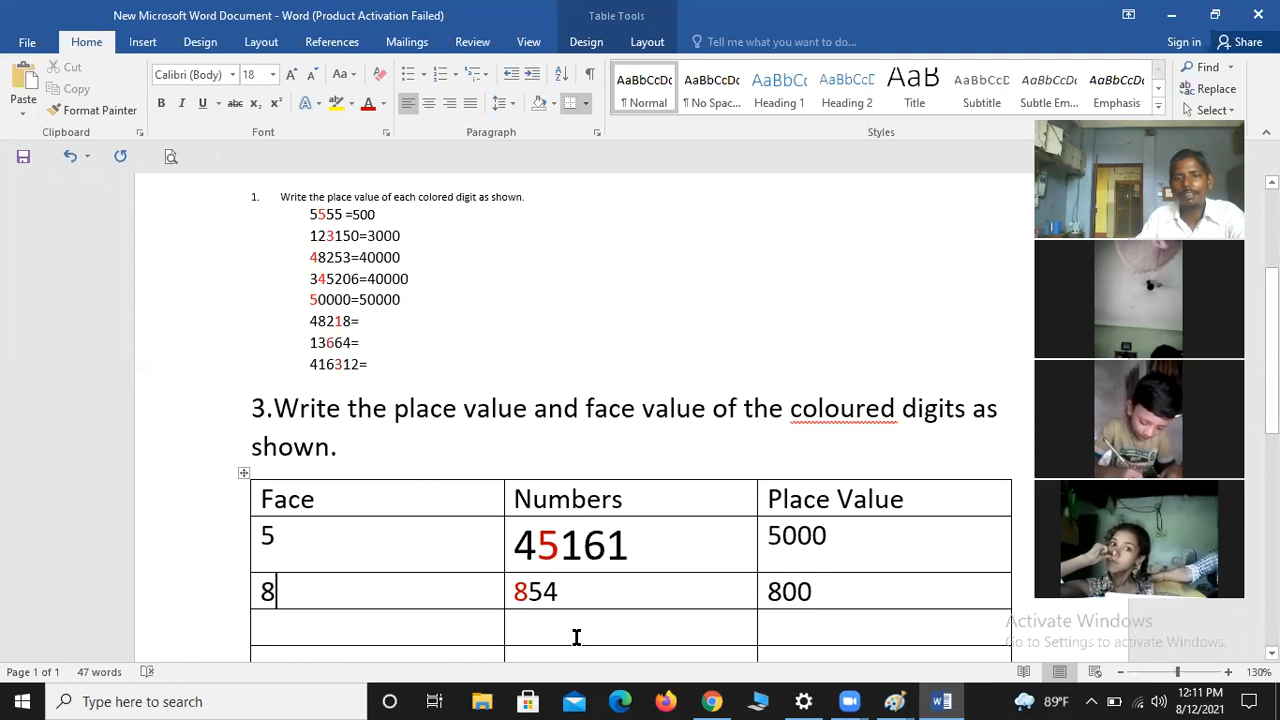 New Microsoft Word Document - Word (Product Activation Failed)
Table Tools
File Home Insert Design Layout References Mailings Review View Design Layout Tell me what you want to do... Sign in Share
Paste
Cut
Copy
Format Painter
Clipboard
Calibri (Body) 18
Font
Paragraph
AaBbCcDc AaBbCcDc AaBbCcDc AaBbCcD AaB AaBbCcD AaBbCcDc AaBbCcDc
¶ Normal ¶ No Spac... Heading Heading 2 Title Subtitle Subtle Em... Emphasis
Styles
Find
Replace
Select
1. Write the place value of each colored digit as shown.
5555 =500
123150=3000
48253=40000
345206=40000
50000=50000
48218=
13664=
416312=
3.Write the place value and face value of the coloured digits as
shown.
Face Numbers Place Value
5 45161 5000
8 854 800
Activate Windows
Go to Settings to activate Windows.
Page 1 of 1 47 words 130%
Type here to search
89°F
12:11 PM
8/12/2021